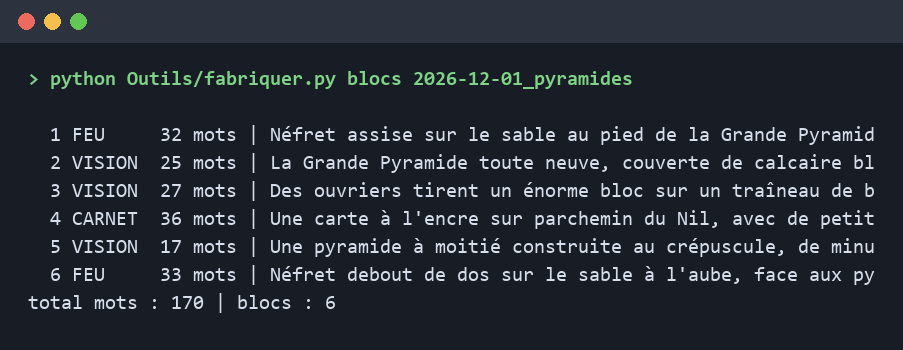 > python Outils/fabriquer.py blocs 2026-12-01_pyramides
1 FEU 32 mots | Néfret assise sur le sable au pied de la Grande Pyramid
2 VISION 25 mots | La Grande Pyramide toute neuve, couverte de calcaire bl
3 VISION 27 mots | Des ouvriers tirent un énorme bloc sur un traîneau de b
4 CARNET 36 mots | Une carte à l'encre sur parchemin du Nil, avec de petit
5 VISION 17 mots | Une pyramide à moitié construite au crépuscule, de minu
6 FEU 33 mots | Néfret debout de dos sur le sable à l'aube, face aux py
total mots : 170 | blocs : 6